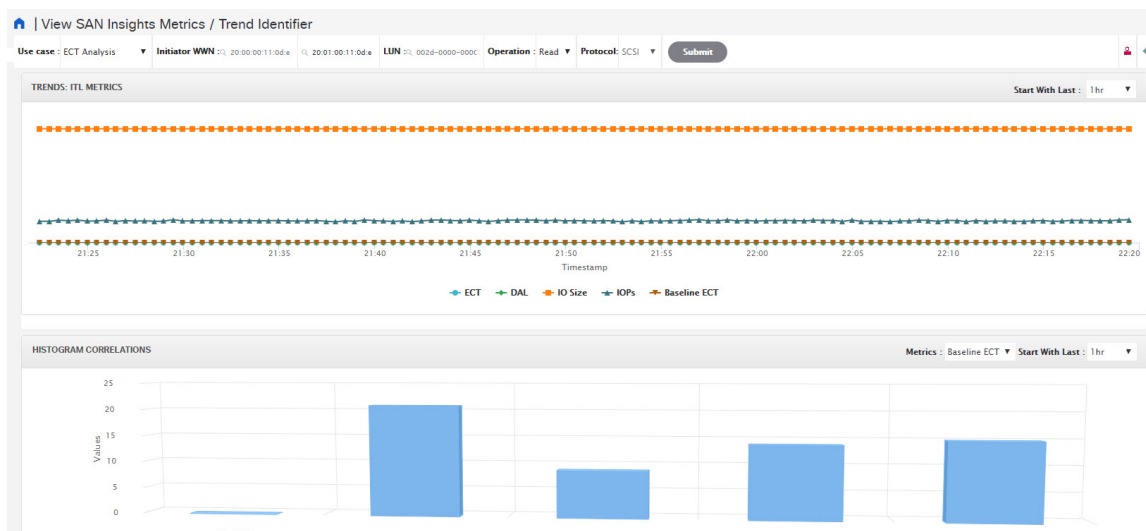 | View SAN Insights Metrics / Trend Identifier
Use case : ECT Analysis ▼ Initiator WWN : 20:00:00:11:0d:e 20:01:00:11:0d:e LUN : 002d-0000-000C Operation : Read ▼ Protocol: SCSI ▼ Submit
TRENDS: ITL METRICS Start With Last : 1hr ▼
21:25 21:30 21:35 21:40 21:45 21:50 21:55 22:00 22:05 22:10 22:15 22:20
Timestamp
ECT DAL IO Size IOPs Baseline ECT
HISTOGRAM CORRELATIONS Metrics : Baseline ECT ▼ Start With Last : 1hr ▼
25
20
15
10
5
0
Values